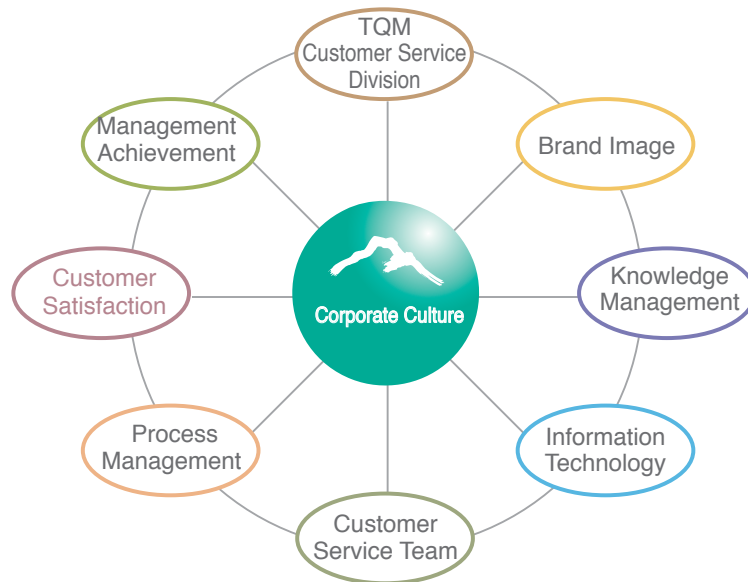 TQM
Customer Service
Division
Brand Image
Knowledge
Management
Information
Technology
Customer
Service Team
Process
Management
Customer
Satisfaction
Management
Achievement
Corporate Culture